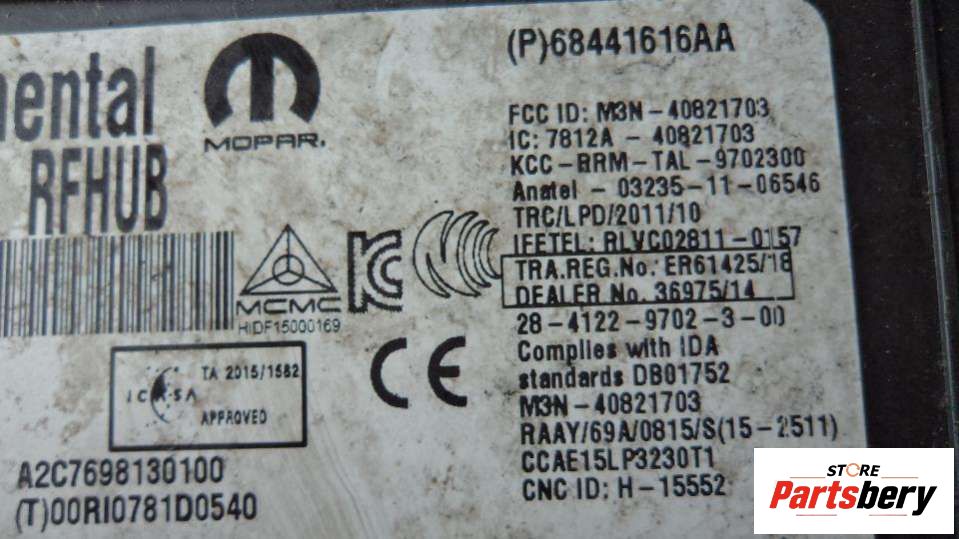 (P)68441616AA
mental
MOPAR.
RFHUB
FCC ID: M3N-40821703
IC: 7812A - 40821703
KCC-RRM-TAL-9702300
Anatel - 03235-11-06546
TRC/LPD/2011/10
IFETEL: RLVC02811-0157
TRA.REG.No.: ER61425/18
DEALER No. 36975/14
MCMC
HIDF15000169
28-4122-9702-3-00
Complies with IDA
standards DB01752
M3N-40821703
RAAY/69A/0815/S(15-2511)
CCAE15LP3230T1
CNC ID: H-15552
CE
TA 2015/1582
ICASA
APPROVED
A2C7698130100
(T)00RI0781D0540
STORE
Partsbery